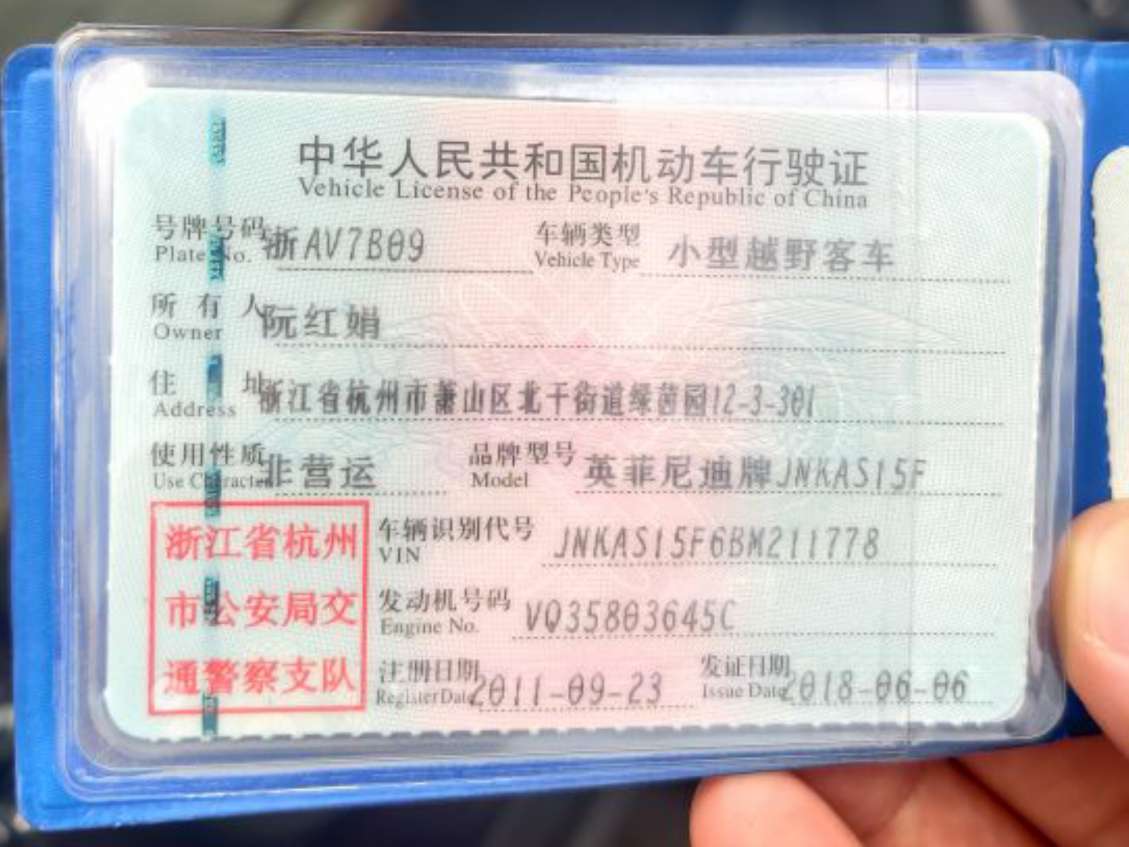 中华人民共和国机动车行驶证
Vehicle License of the People's Republic of China
号牌号码 浙AV7B09 车辆类型 小型越野客车
Plate No. Vehicle Type
所有人 阮红娟
Owner
住址 浙江省杭州市萧山区北干街道绿茵园12-3-301
Address
使用性质 非营运 品牌型号 英菲尼迪牌JNKAS15F
Use Character Model
浙江省杭州 车辆识别代号 JNKAS15F6BM211778
VIN
市公安局交 发动机号码 VQ35803645C
Engine No.
通警察支队 注册日期 2011-09-23 发证日期 2018-06-06
Register Date Issue Date